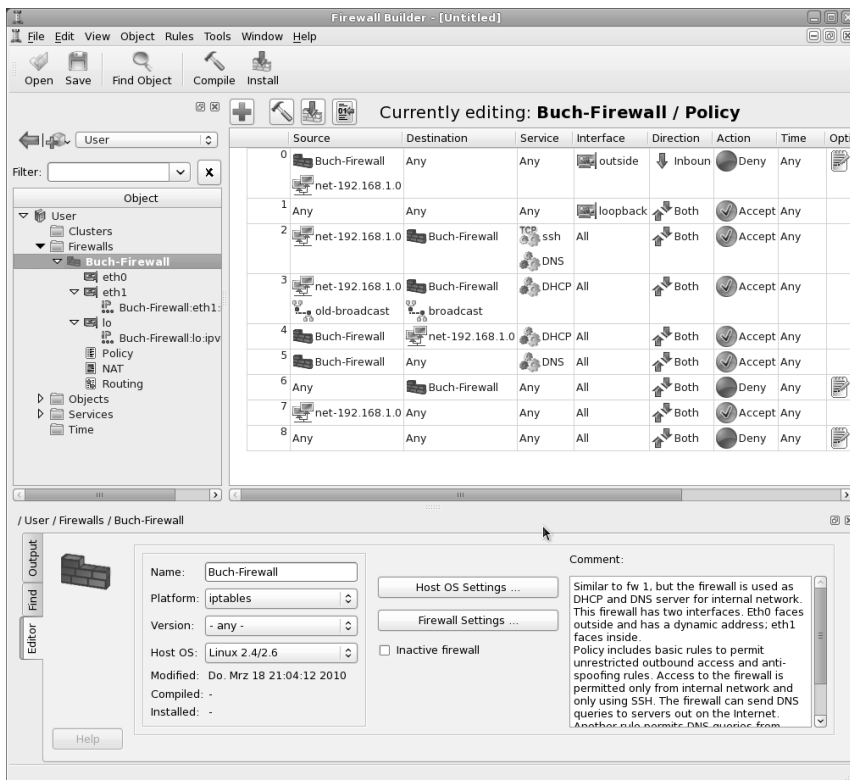 Firewall Builder - [Untitled]
File Edit View Object Rules Tools Window Help
Open Save Find Object Compile Install
User
Filter:
Object
User
Clusters
Firewalls
Buch-Firewall
eth0
eth1
Buch-Firewall:eth1:
lo
Buch-Firewall:lo:ipv
Policy
NAT
Routing
Objects
Services
Time
Currently editing: Buch-Firewall / Policy
Source Destination Service Interface Direction Action Time Opti
0 Buch-Firewall Any Any outside Inboun Deny Any
net-192.168.1.0
1 Any Any Any loopback Both Accept Any
2 net-192.168.1.0 Buch-Firewall TCP ssh All Both Accept Any
DNS
3 net-192.168.1.0 Buch-Firewall DHCP All Both Accept Any
old-broadcast broadcast
4 Buch-Firewall net-192.168.1.0 DHCP All Both Accept Any
5 Buch-Firewall Any DNS All Both Accept Any
6 Any Buch-Firewall Any All Both Deny Any
7 net-192.168.1.0 Any Any All Both Accept Any
8 Any Any Any All Both Deny Any
/ User / Firewalls / Buch-Firewall
Output
Find
Editor
Name: Buch-Firewall
Platform: iptables
Version: - any -
Host OS: Linux 2.4/2.6
Modified: Do. Mrz 18 21:04:12 2010
Compiled: -
Installed: -
Help
Host OS Settings ...
Firewall Settings ...
Inactive firewall
Comment:
Similar to fw 1, but the firewall is used as
DHCP and DNS server for internal network.
This firewall has two interfaces. Eth0 faces
outside and has a dynamic address; eth1
faces inside.
Policy includes basic rules to permit
unrestricted outbound access and anti-
spoofing rules. Access to the firewall is
permitted only from internal network and
only using SSH. The firewall can send DNS
queries to servers out on the Internet.
Another rule permits DNS queries from